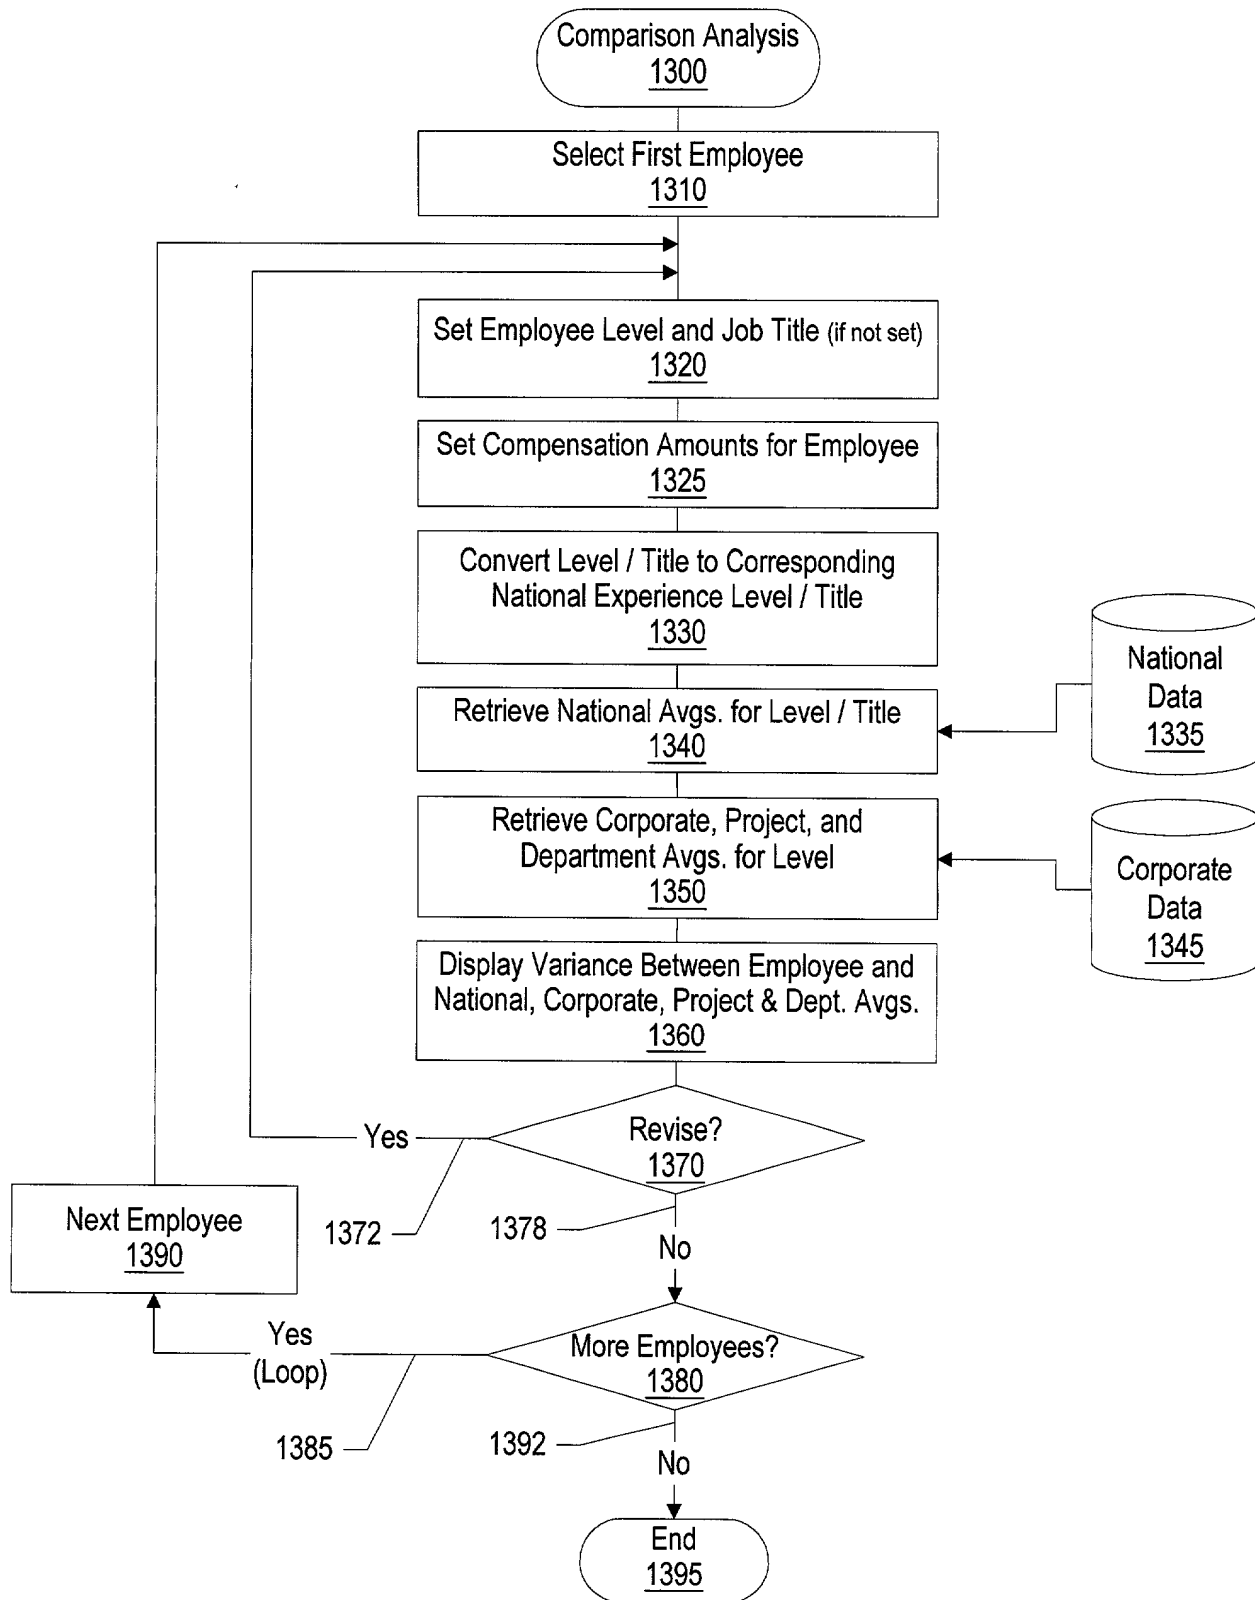 Comparison Analysis
1300
Select First Employee
1310
Set Employee Level and Job Title (if not set)
1320
Set Compensation Amounts for Employee
1325
Convert Level / Title to Corresponding
National Experience Level / Title
1330
National
Data
1335
Retrieve National Avgs. for Level / Title
1340
Retrieve Corporate, Project, and
Department Avgs. for Level
1350
Corporate
Data
1345
Display Variance Between Employee and
National, Corporate, Project & Dept. Avgs.
1360
Revise?
1370
Yes
1372
1378
No
Next Employee
1390
More Employees?
1380
Yes
(Loop)
1385
1392
No
End
1395